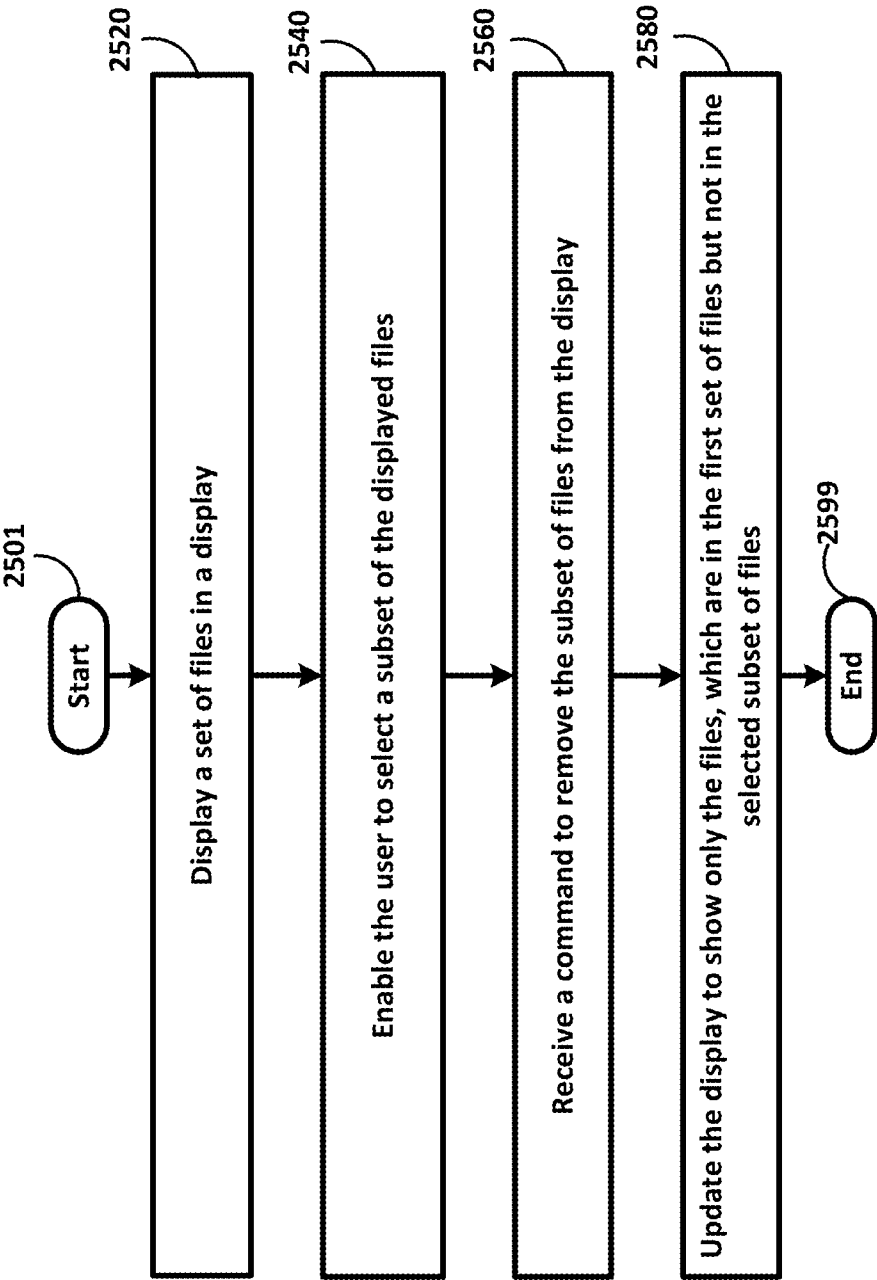 2501
Start
2520
Display a set of files in a display
2540
Enable the user to select a subset of the displayed files
2560
Receive a command to remove the subset of files from the display
2580
Update the display to show only the files, which are in the first set of files but not in the
selected subset of files
2599
End